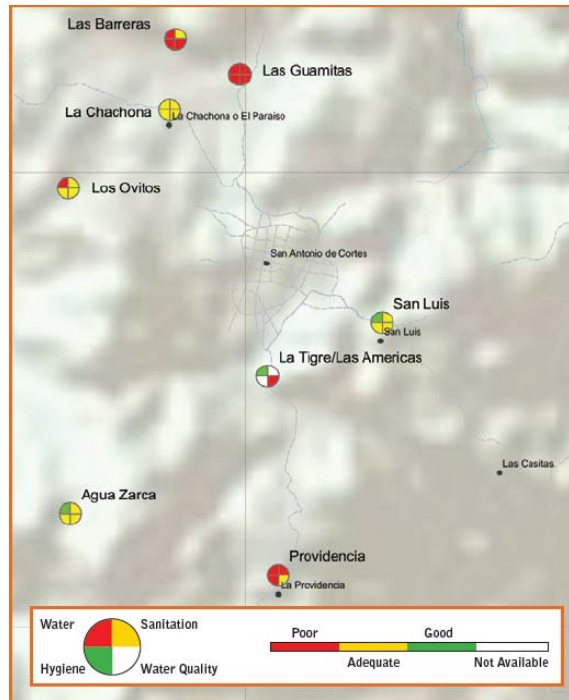 Las Barreras
Las Guamitas
La Chachona
La Chachona o El Paraiso
Los Ovitos
San Antonio de Cortes
San Luis
San Luis
La Tigre/Las Americas
Las Casitas
Agua Zarca
Providencia
La Providencia
Water Sanitation
Hygiene Water Quality
Poor Good
Adequate Not Available